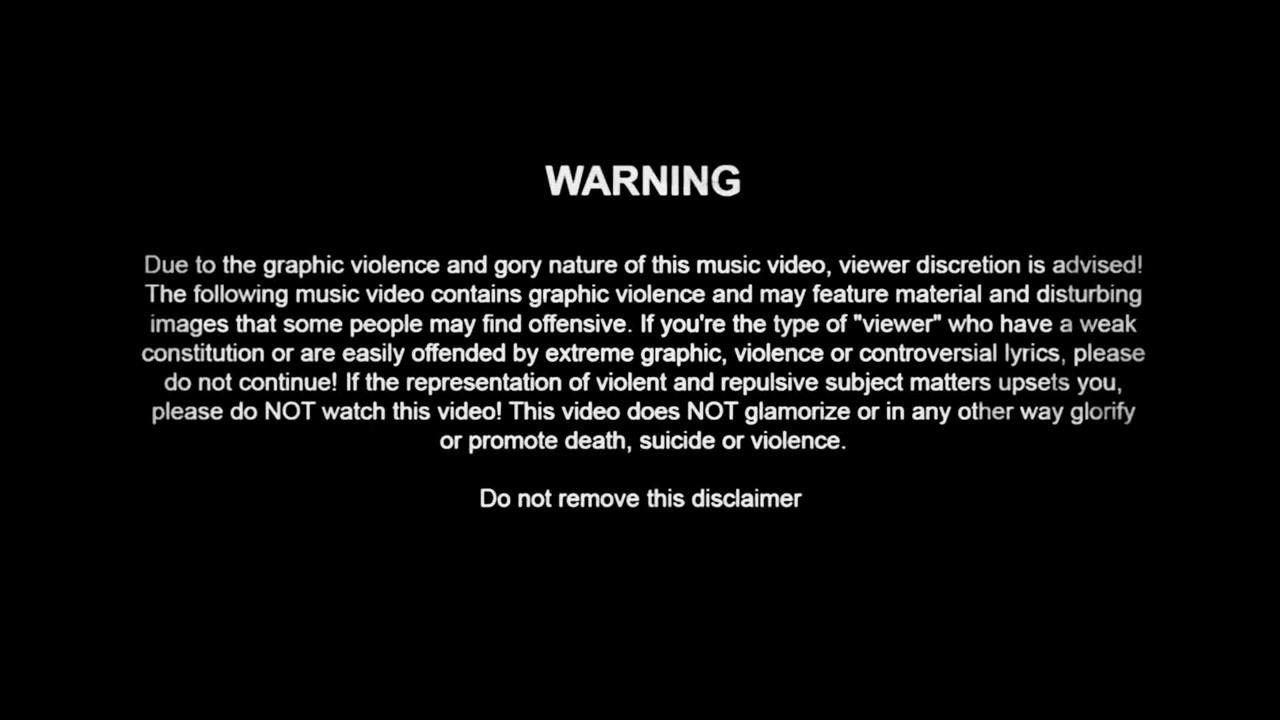 WARNING
Due to the graphic violence and gory nature of this music video, viewer discretion is advised!
The following music video contains graphic violence and may feature material and disturbing
images that some people may find offensive. If you're the type of "viewer" who have a weak
constitution or are easily offended by extreme graphic, violence or controversial lyrics, please
do not continue! If the representation of violent and repulsive subject matters upsets you,
please do NOT watch this video! This video does NOT glamorize or in any other way glorify
or promote death, suicide or violence.
Do not remove this disclaimer